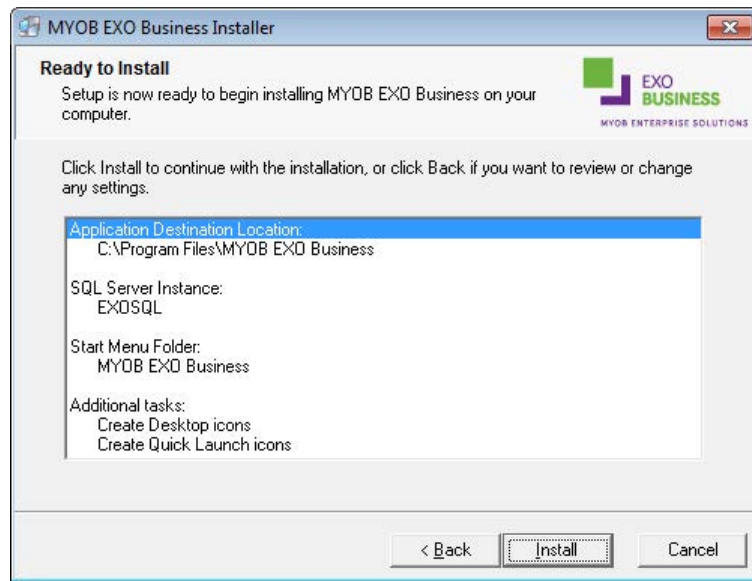 MYOB EXO Business Installer
Ready to Install
Setup is now ready to begin installing MYOB EXO Business on your
computer.
EXO
BUSINESS
MYOB ENTERPRISE SOLUTIONS
Click Install to continue with the installation, or click Back if you want to review or change
any settings.
Application Destination Location:
C:\Program Files\MYOB EXO Business
SQL Server Instance:
EXOSQL
Start Menu Folder:
MYOB EXO Business
Additional tasks:
Create Desktop icons
Create Quick Launch icons
< Back
Install
Cancel